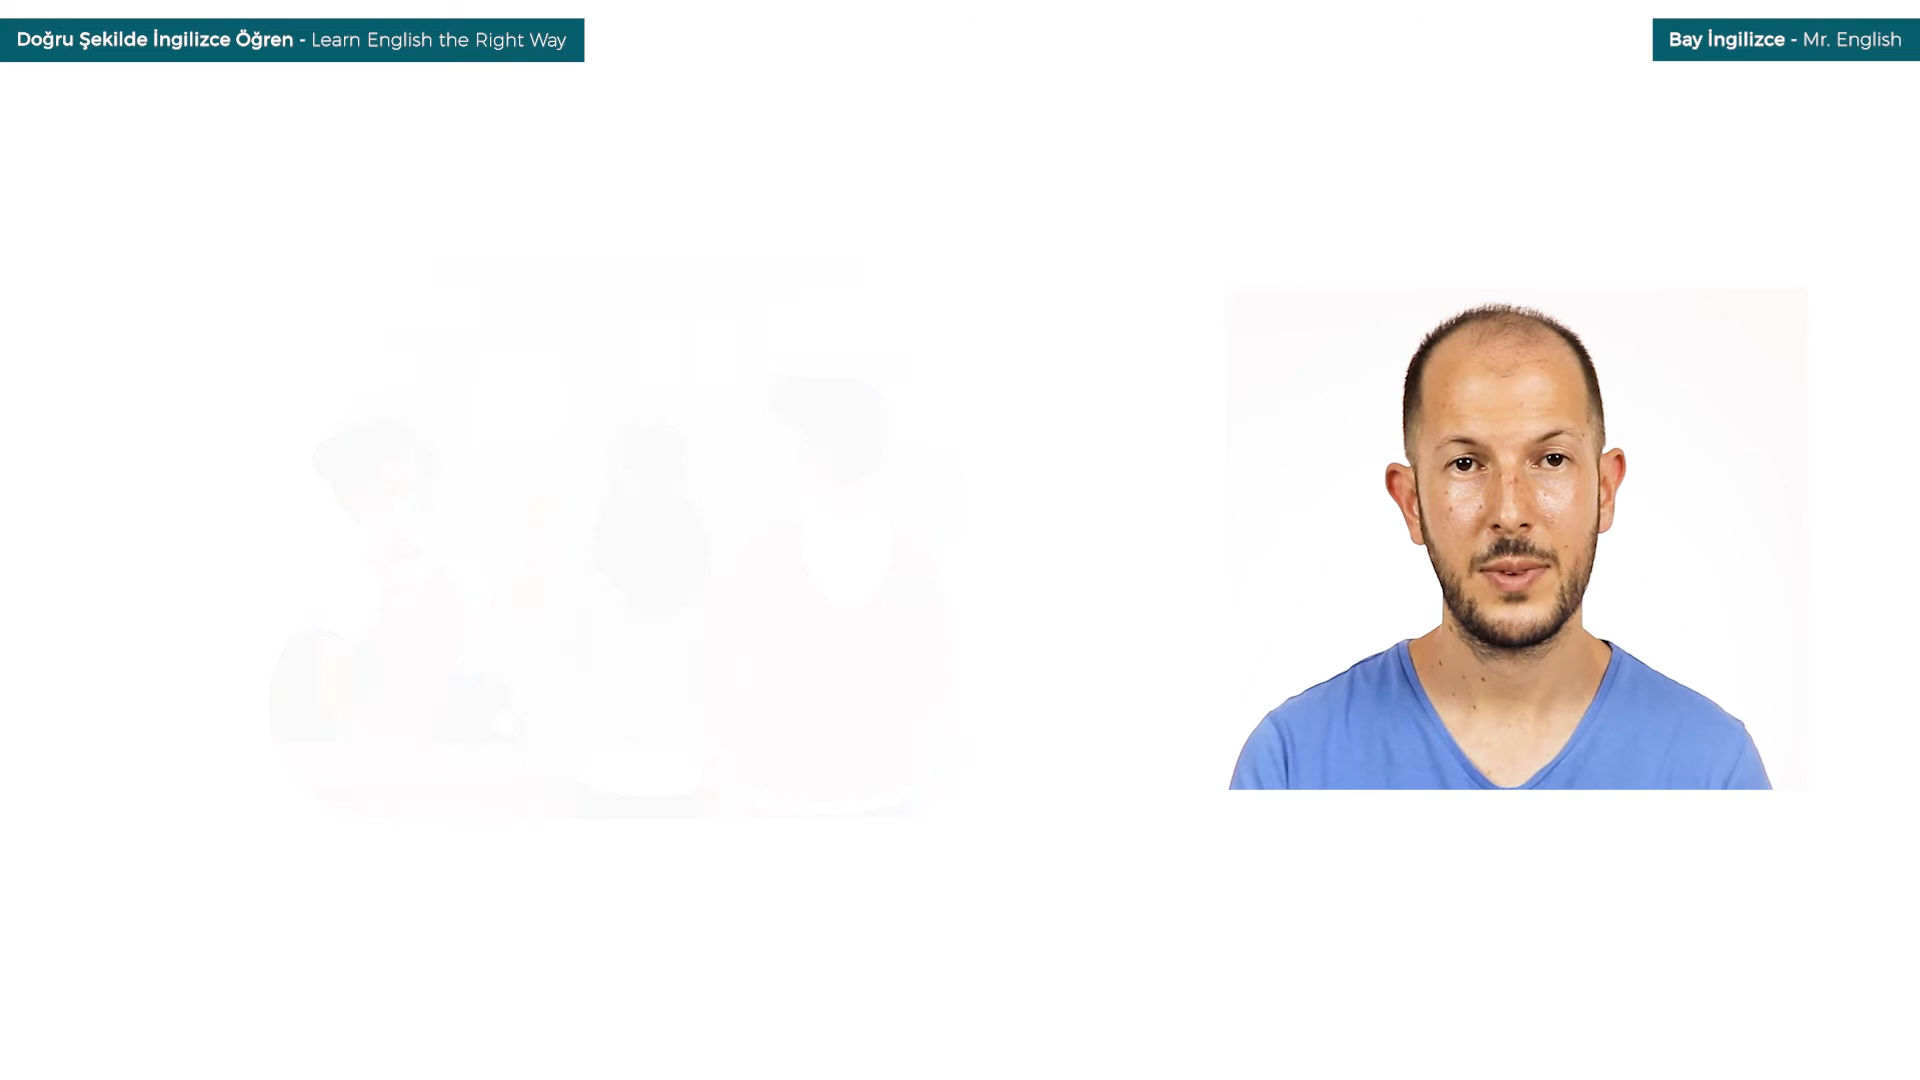 Doğru Şekilde İngilizce Öğren - Learn English the Right Way
Bay İngilizce - Mr. English